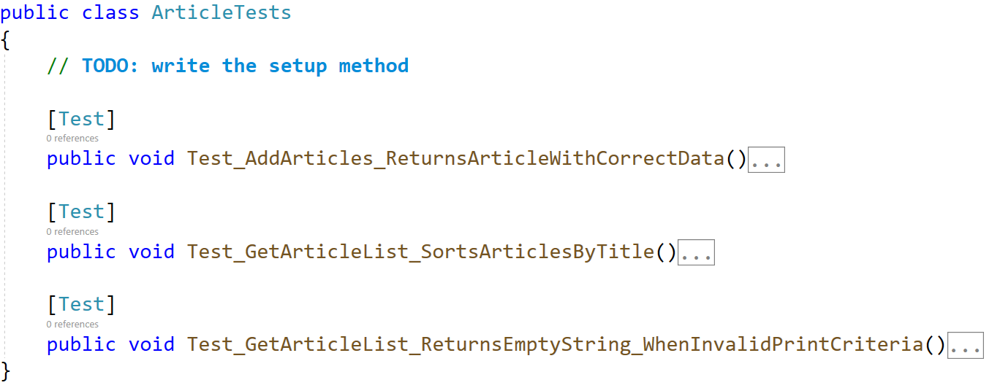 public class ArticleTests
{
// TODO: write the setup method
[Test]
0 references
public void Test_AddArticles_ReturnsArticleWithCorrectData()...
[Test]
0 references
public void Test_GetArticleList_SortsArticlesByTitle()...
[Test]
0 references
public void Test_GetArticleList_ReturnsEmptyString_WhenInvalidPrintCriteria()...
}